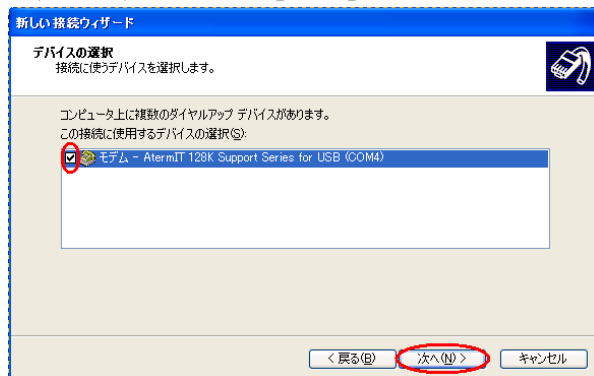 新しい接続ウィザード
デバイスの選択
接続に使うデバイスを選択します。
コンピュータ上に複数のダイヤルアップ デバイスがあります。
この接続に使用するデバイスの選択(S):
モデム - AtermIT 128K Support Series for USB (COM4)
< 戻る(B)
次へ(N) >
キャンセル